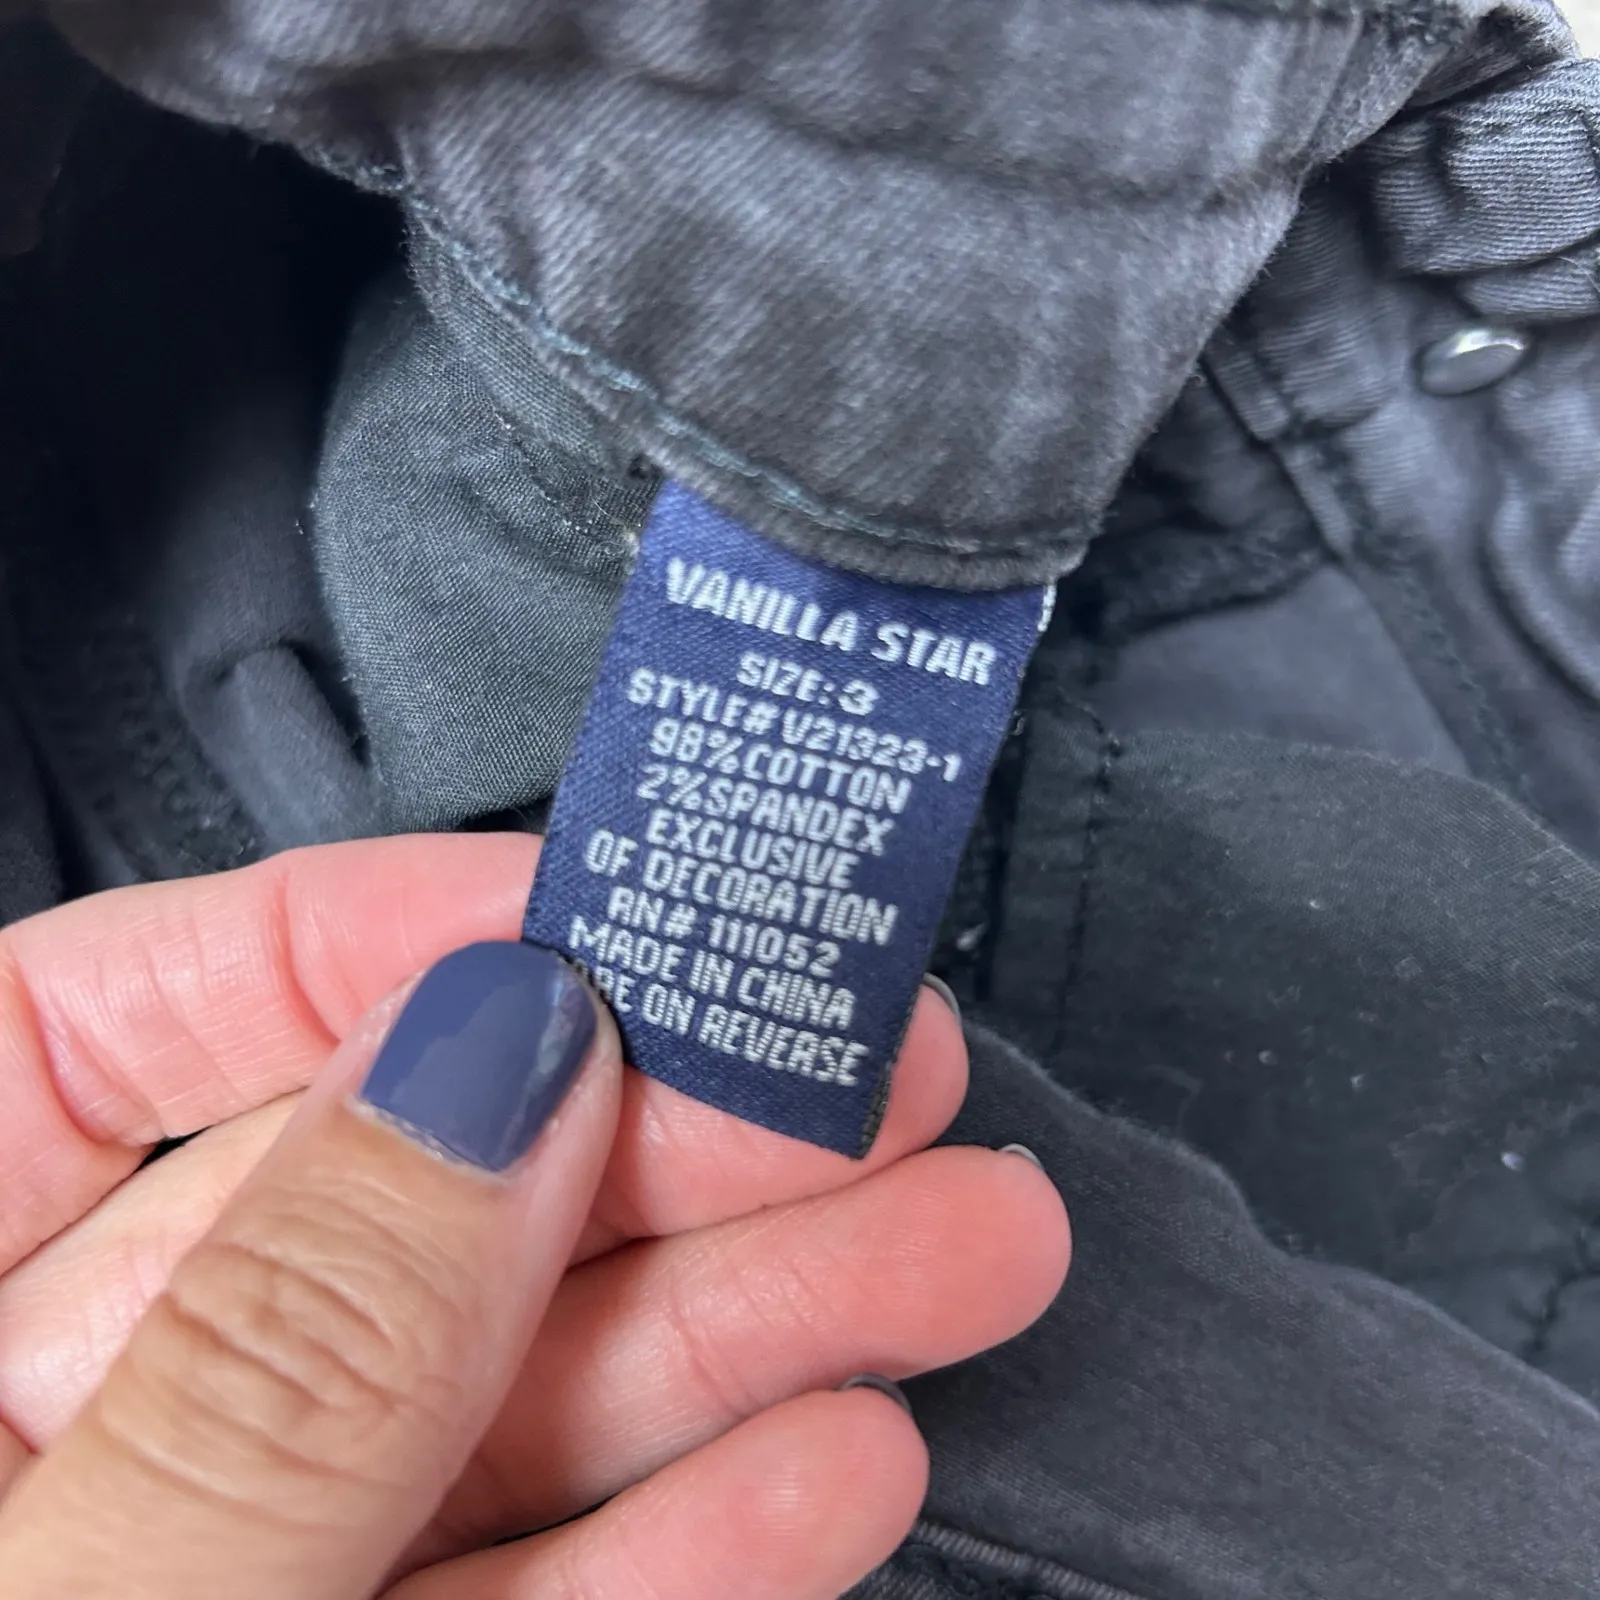 VANILLA STAR
SIZE: 3
STYLE# V21323-1
98%COTTON
2%SPANDEX
EXCLUSIVE
OF DECORATION
RN# 111052
MADE IN CHINA
ON REVERSE